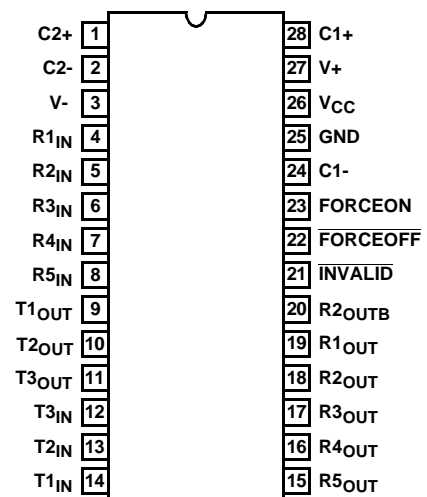 C2+ 1 28 C1+
C2- 2 27 V+
V- 3 26 VCC
R1IN 4 25 GND
R2IN 5 24 C1-
R3IN 6 23 FORCEON
R4IN 7 22 FORCEOFF
R5IN 8 21 INVALID
T1OUT 9 20 R2OUTB
T2OUT 10 19 R1OUT
T3OUT 11 18 R2OUT
T3IN 12 17 R3OUT
T2IN 13 16 R4OUT
T1IN 14 15 R5OUT